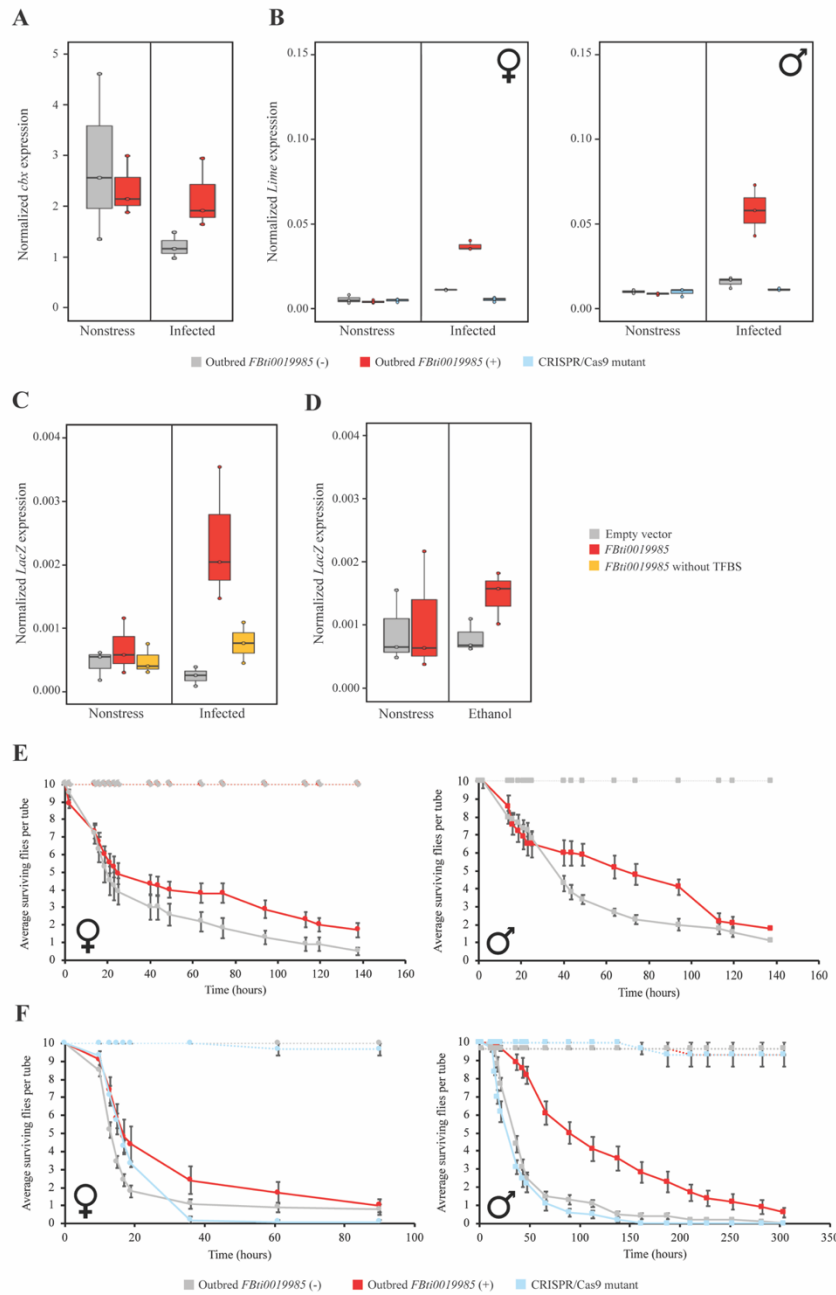 A
B
Normalized cbx expression
5
4
3
2
1
0
Nonstress
Infected
Normalized Lime expression
0.15
0.10
0.05
0.00
♀
Nonstress
Infected
0.15
0.10
0.05
0.00
♂
Nonstress
Infected
Outbred FBti0019985 (-)
Outbred FBti0019985 (+)
CRISPR/Cas9 mutant
C
D
Normalized LacZ expression
0.004
0.003
0.002
0.001
0.000
Nonstress
Infected
Normalized LacZ expression
0.004
0.003
0.002
0.001
0.000
Nonstress
Ethanol
Empty vector
FBti0019985
FBti0019985 without TFBS
E
Average surviving flies per tube
10
9
8
7
6
5
4
3
2
1
0
♀
0 20 40 60 80 100 120 140 160
Time (hours)
Average surviving flies per tube
10
9
8
7
6
5
4
3
2
1
0
♂
0 20 40 60 80 100 120 140 160
Time (hours)
F
Average surviving flies per tube
10
9
8
7
6
5
4
3
2
1
0
♀
0 20 40 60 80 100
Time (hours)
Average surviving flies per tube
10
9
8
7
6
5
4
3
2
1
0
♂
0 50 100 150 200 250 300 350
Time (hours)
Outbred FBti0019985 (-)
Outbred FBti0019985 (+)
CRISPR/Cas9 mutant